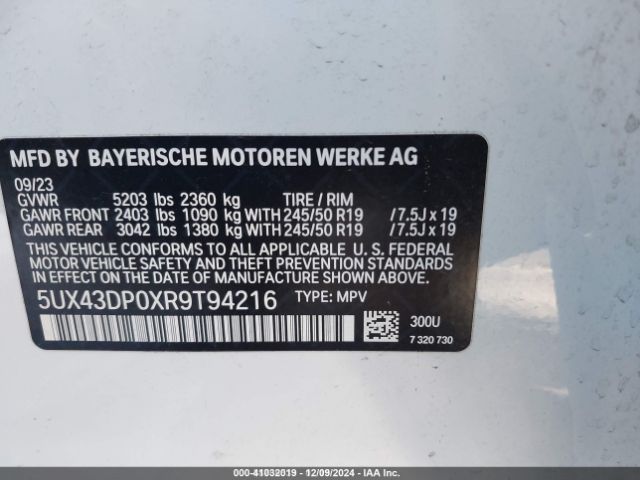 MFD BY BAYERISCHE MOTOREN WERKE AG
09/23
GVWR 5203 lbs 2360 kg TIRE / RIM
GAWR FRONT 2403 lbs 1090 kg WITH 245/50 R19 /7.5J x 19
GAWR REAR 3042 lbs 1380 kg WITH 245/50 R19 /7.5J x 19
THIS VEHICLE CONFORMS TO ALL APPLICABLE U. S. FEDERAL
MOTOR VEHICLE SAFETY AND THEFT PREVENTION STANDARDS
IN EFFECT ON THE DATE OF MANUFACTURE SHOWN ABOVE.
5UX43DP0XR9T94216 TYPE: MPV
300U
7 320 730
000-41032019 - 12/09/2024 - IAA Inc.